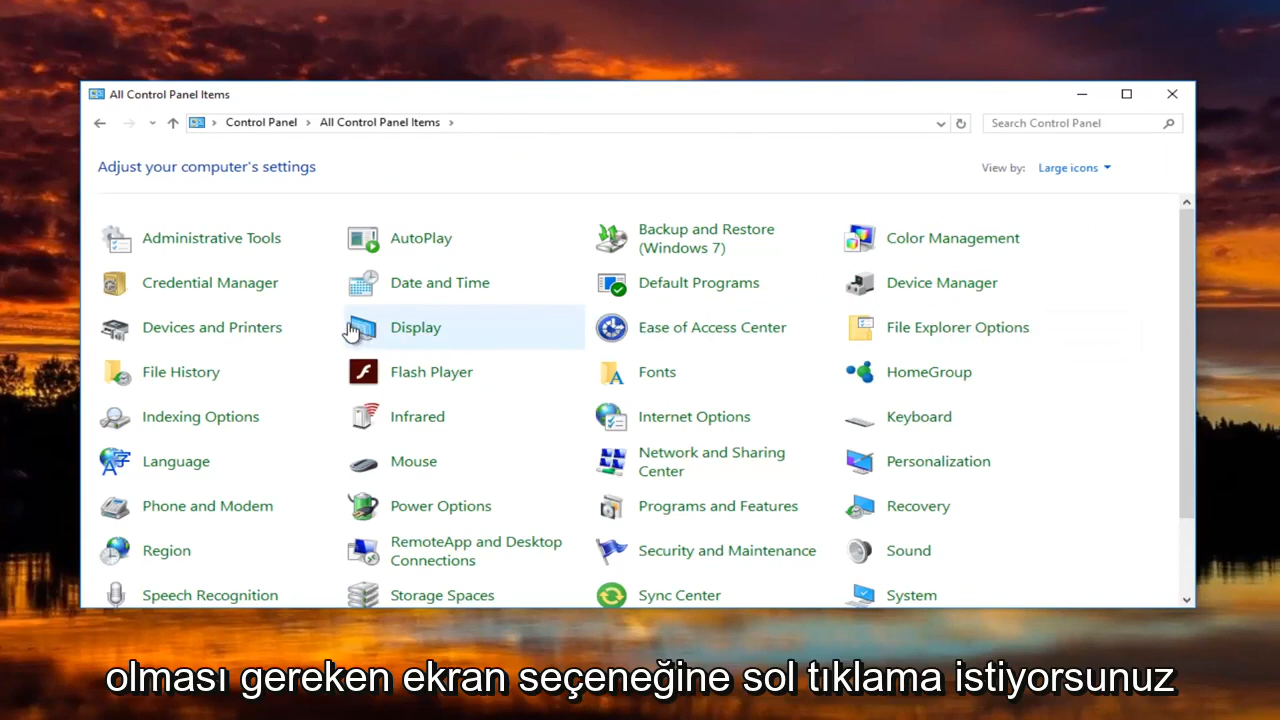 All Control Panel Items
Control Panel
All Control Panel Items
Search Control Panel
Adjust your computer's settings
View by:
Large icons
Administrative Tools
AutoPlay
Backup and Restore
(Windows 7)
Color Management
Credential Manager
Date and Time
Default Programs
Device Manager
Devices and Printers
Display
Ease of Access Center
File Explorer Options
File History
Flash Player
Fonts
HomeGroup
Indexing Options
Infrared
Internet Options
Keyboard
Language
Mouse
Network and Sharing
Center
Personalization
Phone and Modem
Power Options
Programs and Features
Recovery
Region
RemoteApp and Desktop
Connections
Security and Maintenance
Sound
Speech Recognition
Storage Spaces
Sync Center
System
olması gereken ekran seçeneğine sol tıklama istiyorsunuz